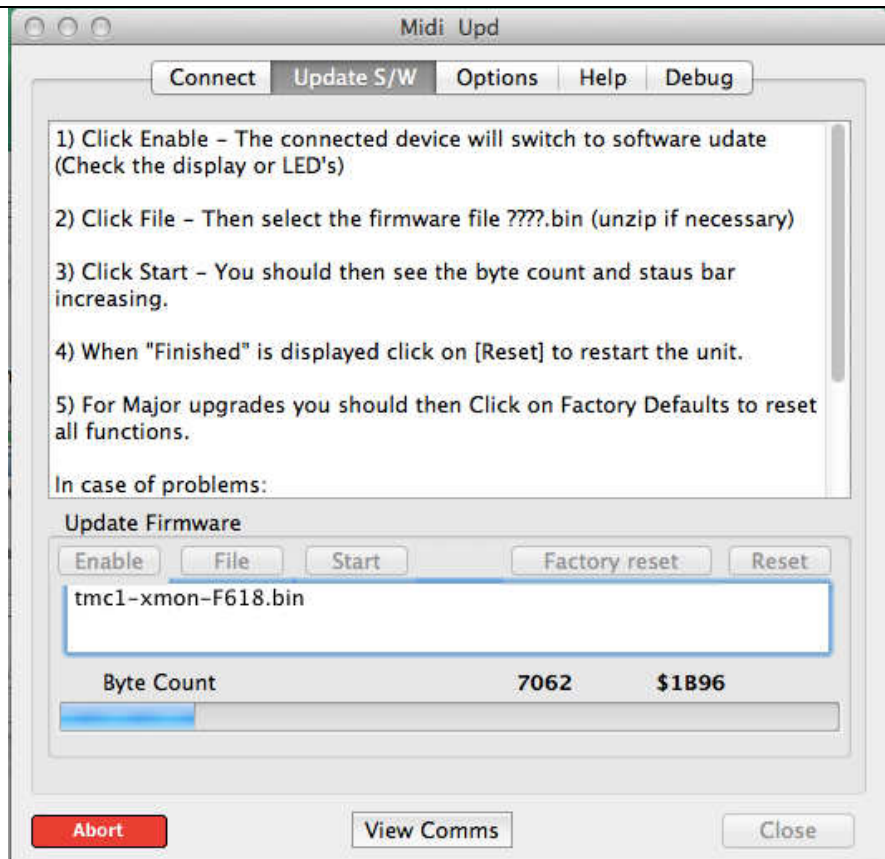 Midi Upd
Connect Update S/W Options Help Debug
1) Click Enable – The connected device will switch to software udate
(Check the display or LED's)
2) Click File – Then select the firmware file ????.bin (unzip if necessary)
3) Click Start – You should then see the byte count and staus bar
increasing.
4) When "Finished" is displayed click on [Reset] to restart the unit.
5) For Major upgrades you should then Click on Factory Defaults to reset
all functions.
In case of problems:
Update Firmware
Enable File Start Factory reset Reset
tmc1-xmon-F618.bin
Byte Count 7062 $1B96
Abort View Comms Close